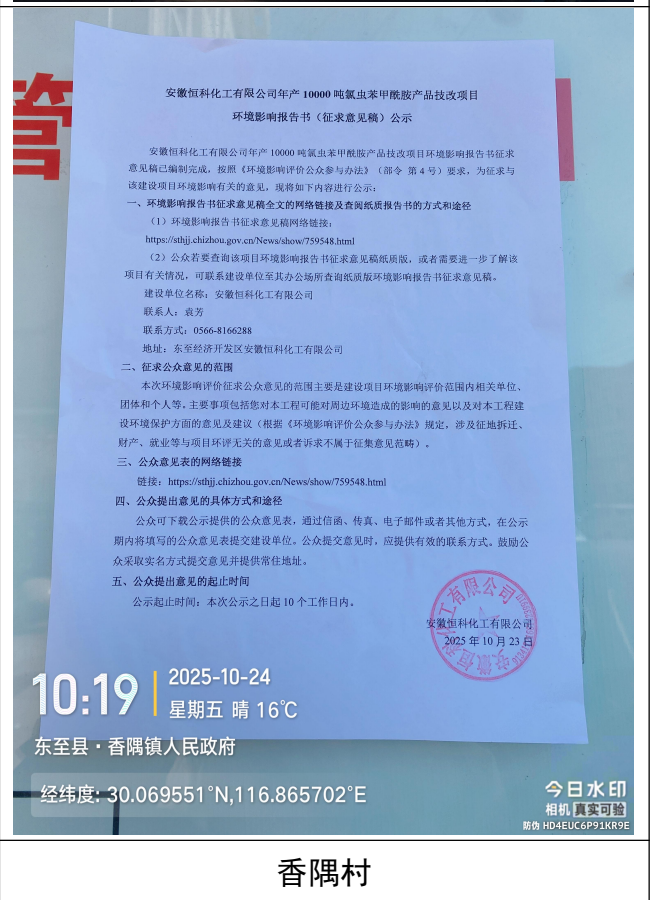 管
安徽恒科化工有限公司年产 10000 吨氯虫苯甲酰胺产品技改项目
环境影响报告书（征求意见稿）公示
安徽恒科化工有限公司年产 10000 吨氯虫苯甲酰胺产品技改项目环境影响报告书征求
意见稿已编制完成，按照《环境影响评价公众参与办法》（部令 第 4 号）要求，为征求与
该建设项目环境影响有关的意见，现将如下内容进行公示：
一、环境影响报告书征求意见稿全文的网络链接及查阅纸质报告书的方式和途径
（1）环境影响报告书征求意见稿网络链接：
https://sthjj.chizhou.gov.cn/News/show/759548.html
（2）公众若要查询该项目环境影响报告书征求意见稿纸质版，或者需要进一步了解该
项目有关情况，可联系建设单位至其办公场所查询纸质版环境影响报告书征求意见稿。
建设单位名称：安徽恒科化工有限公司
联系人：袁芳
联系方式：0566-8166288
地址：东至经济开发区安徽恒科化工有限公司
二、征求公众意见的范围
本次环境影响评价征求公众意见的范围主要是建设项目环境影响评价范围内相关单位、
团体和个人等。主要事项包括您对本工程可能对周边环境造成的影响的意见以及对本工程建
设环境保护方面的意见及建议（根据《环境影响评价公众参与办法》规定，涉及征地拆迁、
财产、就业等与项目环评无关的意见或者诉求不属于征集意见范畴）。
三、公众意见表的网络链接
链接：https://sthjj.chizhou.gov.cn/News/show/759548.html
四、公众提出意见的具体方式和途径
公众可下载公示提供的公众意见表，通过信函、传真、电子邮件或者其他方式，在公示
期内将填写的公众意见表提交建设单位。公众提交意见时，应提供有效的联系方式。鼓励公
众采取实名方式提交意见并提供常住地址。
五、公众提出意见的起止时间
公示起止时间：本次公示之日起 10 个工作日内。
安徽恒科化工有限公司
安徽恒科化工有限公司
2025 年 10 月 23 日
10:19
2025-10-24
星期五 晴 16℃
东至县·香隅镇人民政府
经纬度: 30.069551°N,116.865702°E
今日水印
相机 真实可验
防伪 HD4EUC6P91KR9E
香隅村